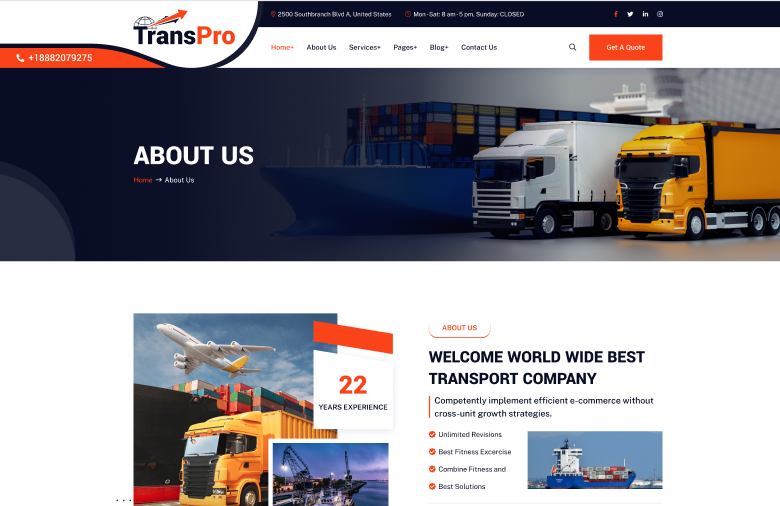 2500 Southbranch Blvd A, United States
Mon-Sat: 8 am-5 pm, Sunday: CLOSED
TransPro
+18882079275
Home+
About Us
Services+
Pages+
Blog+
Contact Us
Get A Quote
ABOUT US
Home → About Us
22
YEARS EXPERIENCE
ABOUT US
WELCOME WORLD WIDE BEST
TRANSPORT COMPANY
Competently implement efficient e-commerce without
cross-unit growth strategies.
Unlimited Revisions
Best Fitness Excercise
Combine Fitness and
Best Solutions